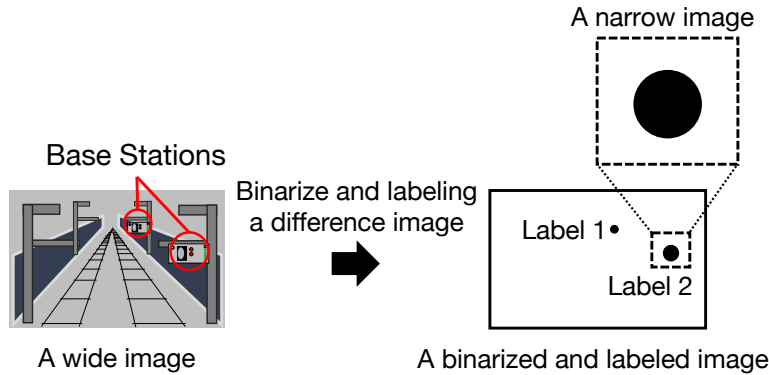 A narrow image
Base Stations
Binarize and labeling
a difference image
Label 1
Label 2
A wide image
A binarized and labeled image